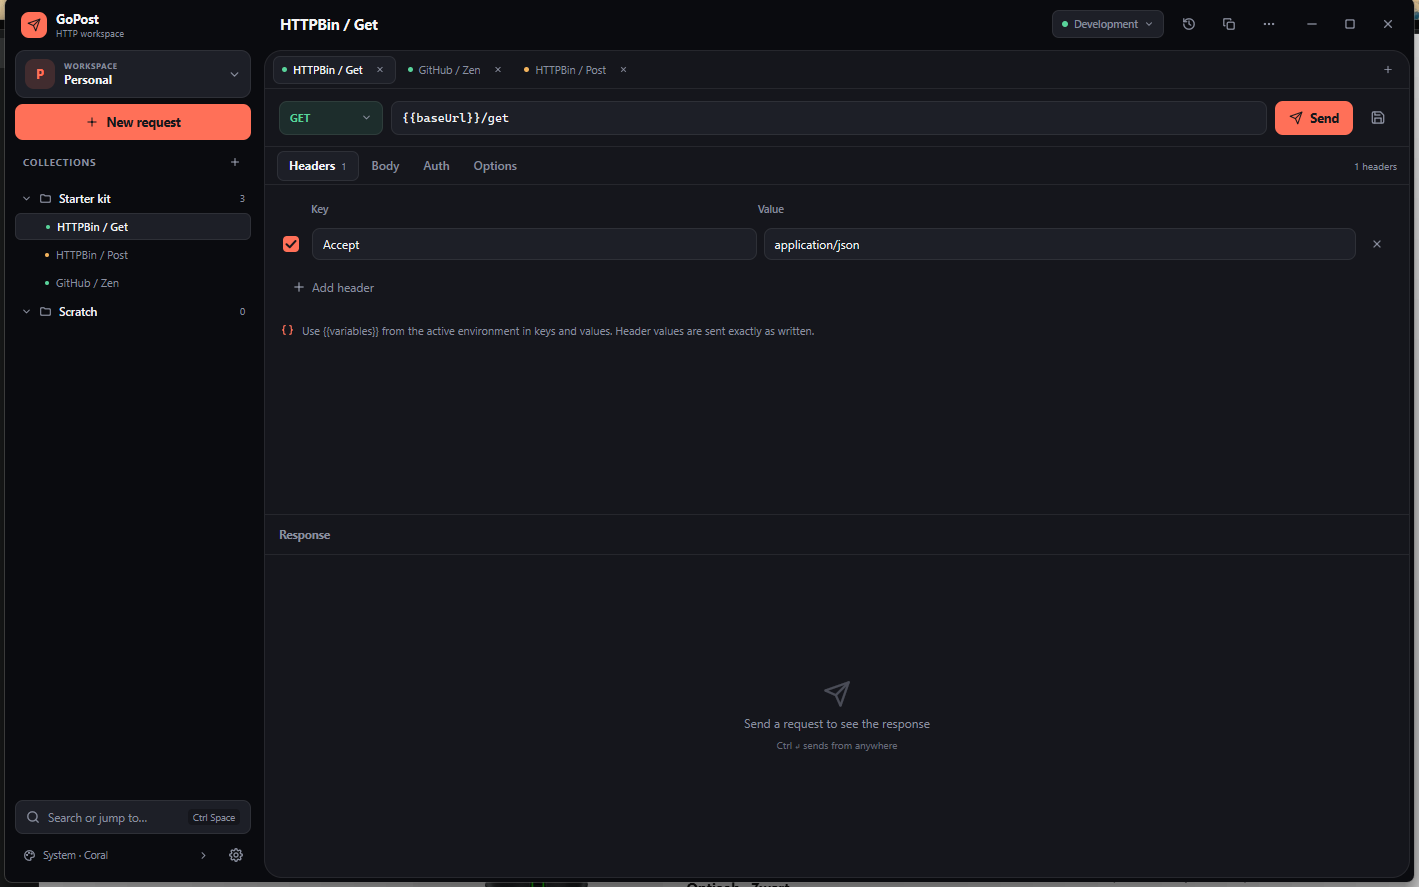 GoPost
HTTP workspace
HTTPBin / Get
Development
P
WORKSPACE
Personal
New request
COLLECTIONS
Starter kit 3
HTTPBin / Get
HTTPBin / Post
GitHub / Zen
Scratch 0
Search or jump to... Ctrl Space
System · Coral
HTTPBin / Get GitHub / Zen HTTPBin / Post
GET {{baseUrl}}/get Send
Headers 1 Body Auth Options 1 headers
Key Value
Accept application/json
Add header
{} Use {{variables}} from the active environment in keys and values. Header values are sent exactly as written.
Response
Send a request to see the response
Ctrl ⏎ sends from anywhere